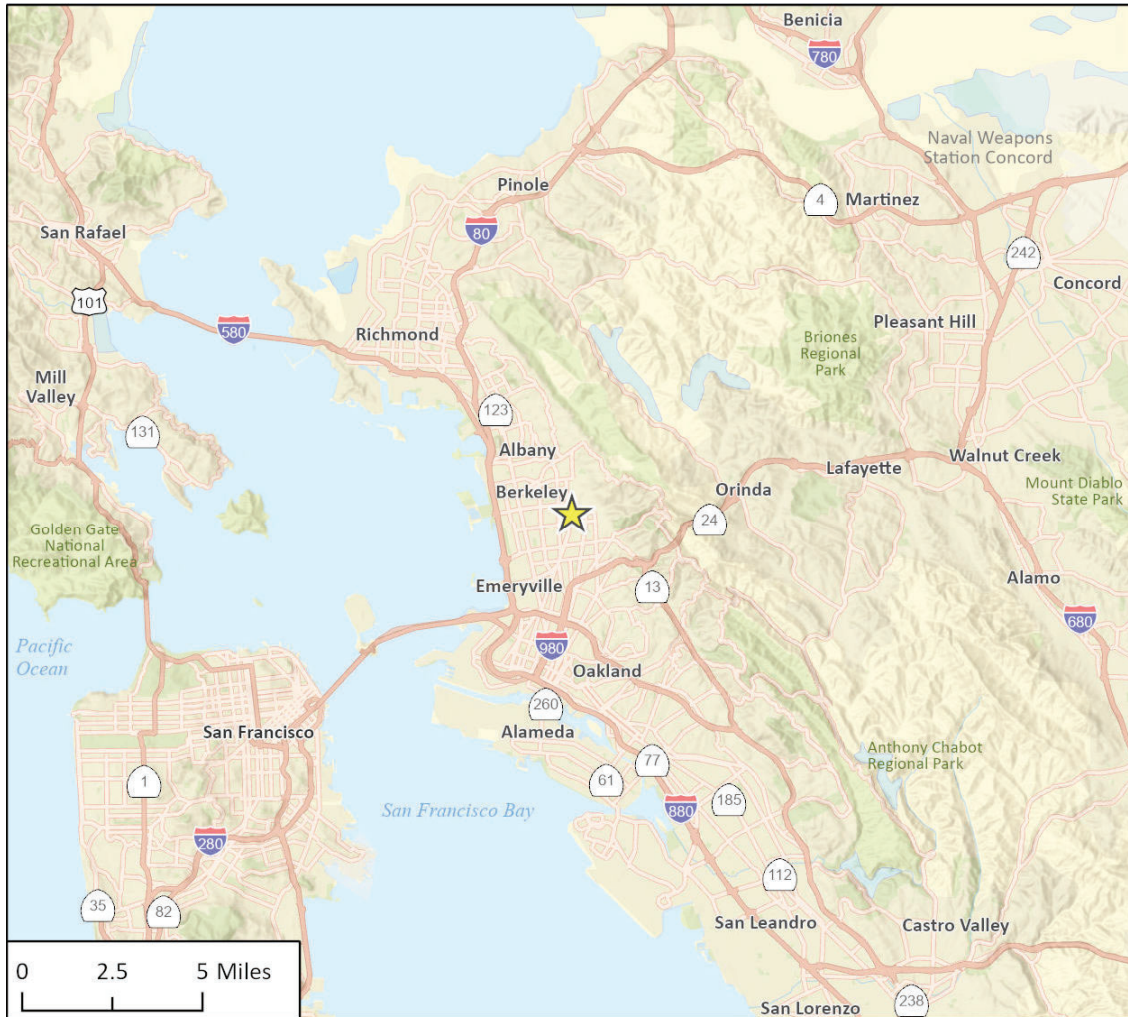 Benicia
780
Naval Weapons
Station Concord
Pinole
4
Martinez
San Rafael
80
242
101
Concord
580
Richmond
Pleasant Hill
Briones
Regional
Park
Mill
Valley
123
131
Albany
Lafayette
Walnut Creek
Berkeley
Orinda
Mount Diablo
State Park
24
Golden Gate
National
Recreational Area
Emeryville
13
Alamo
680
Pacific
Ocean
980
Oakland
260
San Francisco
Alameda
Anthony Chabot
Regional Park
77
1
61
185
San Francisco Bay
880
280
112
35
82
San Leandro
Castro Valley
0 2.5 5 Miles
238
San Lorenzo